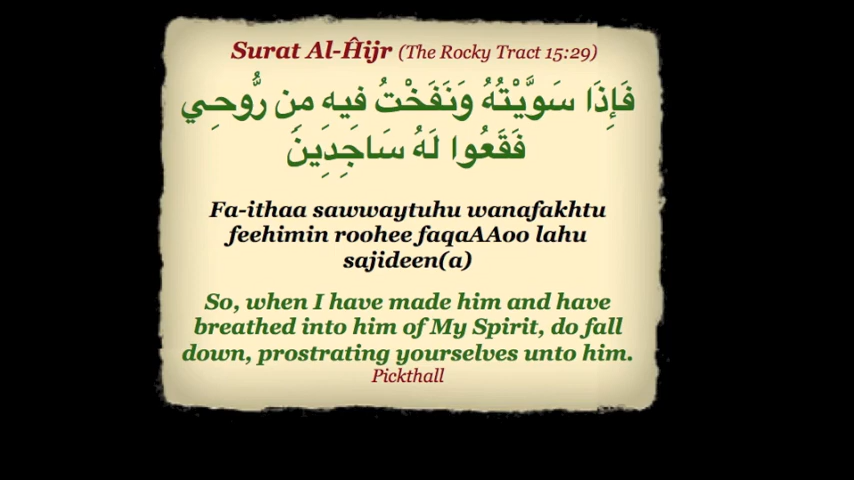 Surat Al-Ĥijr (The Rocky Tract 15:29)
فَإِذَا سَوَّيْتُهُ وَنَفَخْتُ فِيهِ مِن رُّوحِي
فَقَعُوا لَهُ سَاجِدِينَ
Fa-ithaa sawwaytuhu wanafakhtu
feehimin roohee faqaAAoo lahu
sajideen(a)
So, when I have made him and have
breathed into him of My Spirit, do fall
down, prostrating yourselves unto him.
Pickthall